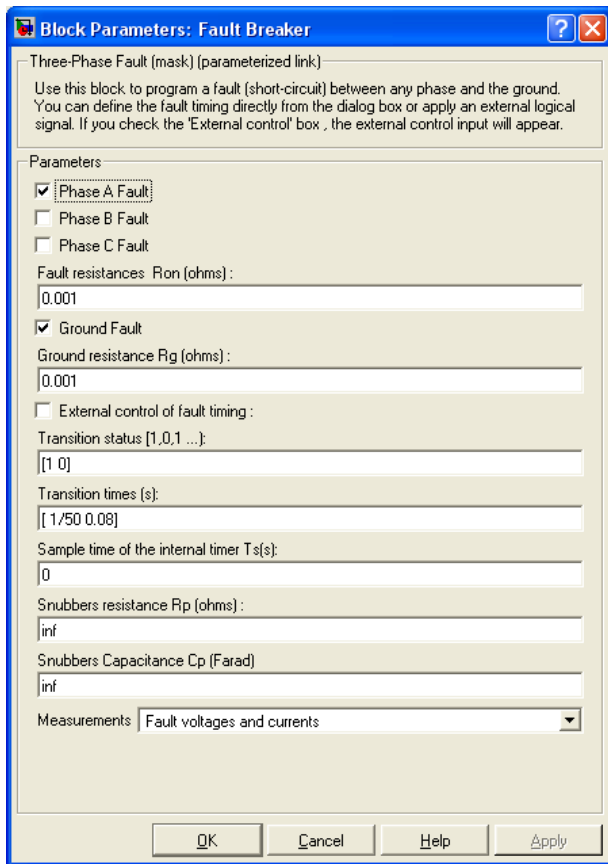 Block Parameters: Fault Breaker
Three-Phase Fault (mask) (parameterized link)
Use this block to program a fault (short-circuit) between any phase and the ground.
You can define the fault timing directly from the dialog box or apply an external logical
signal. If you check the 'External control' box , the external control input will appear.
Parameters
Phase A Fault
Phase B Fault
Phase C Fault
Fault resistances Ron (ohms) :
0.001
Ground Fault
Ground resistance Rg (ohms) :
0.001
External control of fault timing :
Transition status [1,0,1 ...):
[1 0]
Transition times (s):
[ 1/50 0.08]
Sample time of the internal timer Ts(s):
0
Snubbers resistance Rp (ohms) :
inf
Snubbers Capacitance Cp (Farad)
inf
Measurements Fault voltages and currents
OK Cancel Help Apply